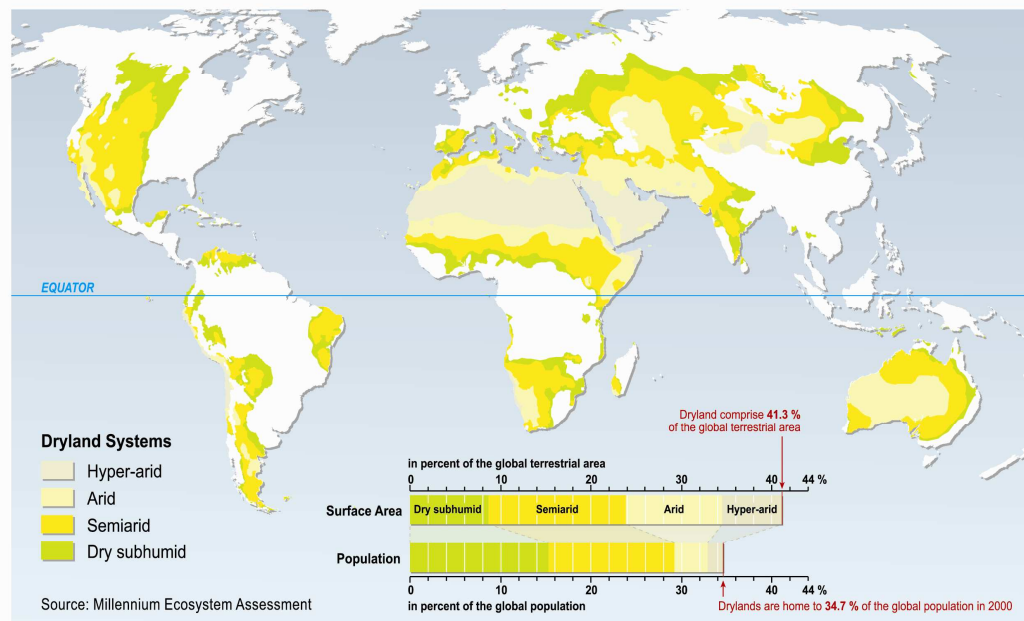 EQUATOR
Dryland Systems
Hyper-arid
Arid
Semiarid
Dry subhumid
Source: Millennium Ecosystem Assessment
Dryland comprise 41.3 %
of the global terrestrial area
in percent of the global terrestrial area
0 10 20 30 40 44 %
Surface Area Dry subhumid Semiarid Arid Hyper-arid
Population
0 10 20 30 40 44 %
in percent of the global population
Drylands are home to 34.7 % of the global population in 2000